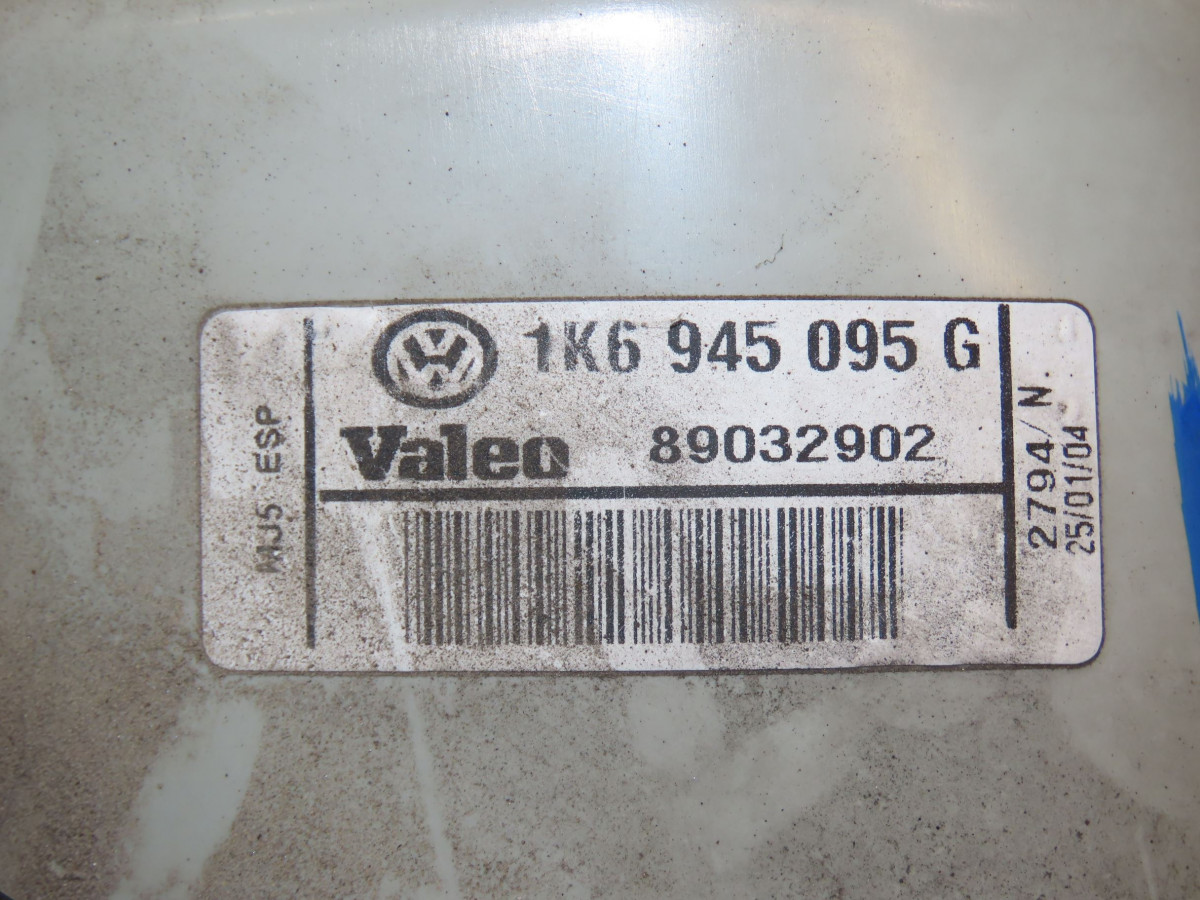 MJ5 ESP
1K6 945 095 G
Valeo 89032902
2794/N.
25/01/04